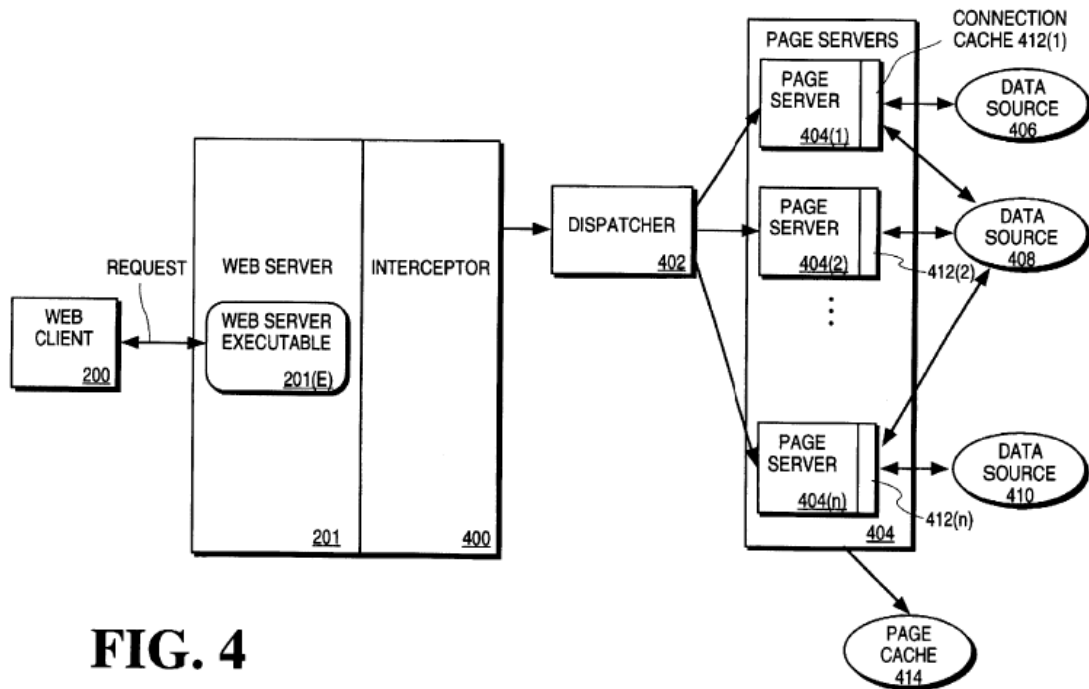 CONNECTION
CACHE 412(1)
PAGE SERVERS
PAGE
SERVER
404(1)
DATA
SOURCE
406
DISPATCHER
402
PAGE
SERVER
404(2)
412(2)
DATA
SOURCE
408
REQUEST
WEB SERVER
INTERCEPTOR
WEB
CLIENT
200
WEB SERVER
EXECUTABLE
201(E)
PAGE
SERVER
404(n)
412(n)
DATA
SOURCE
410
201
400
404
PAGE
CACHE
414
FIG. 4